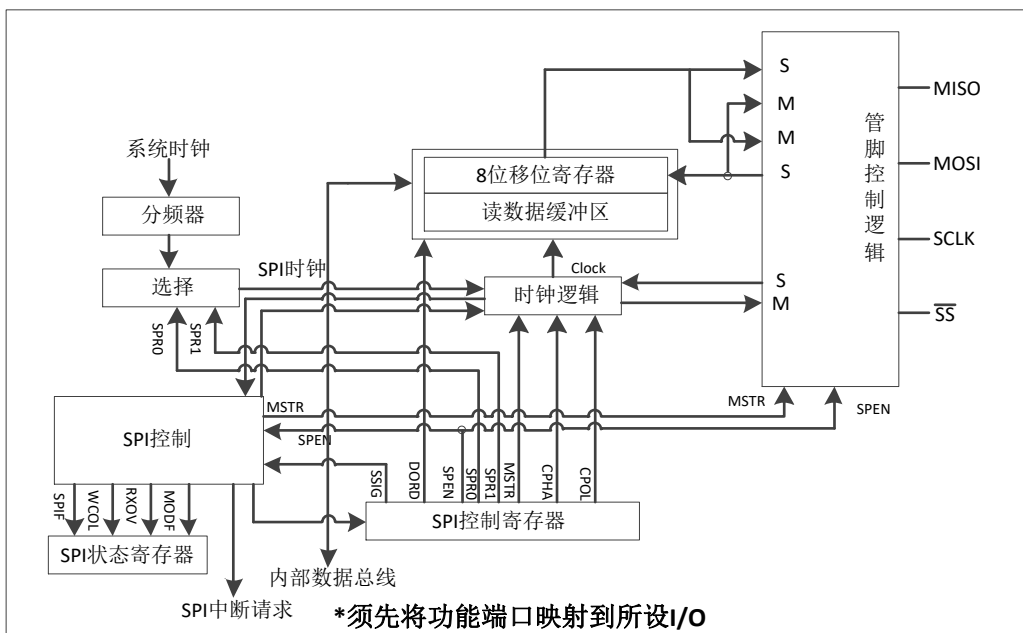 S
MISO
M
管脚控制逻辑
系统时钟
M
8位移位寄存器
S
MOSI
分频器
读数据缓冲区
SCLK
SPI时钟
Clock
选择
时钟逻辑
S
M
SS
SPR0
SPR1
MSTR
SPEN
MSTR
SPI控制
SPEN
SSIG
DORD
SPEN
SPR0
SPR1
MSTR
CPHA
CPOL
SPIF
WCOL
RXOV
MODF
SPI控制寄存器
SPI状态寄存器
内部数据总线
SPI中断请求
*须先将功能端口映射到所设I/O